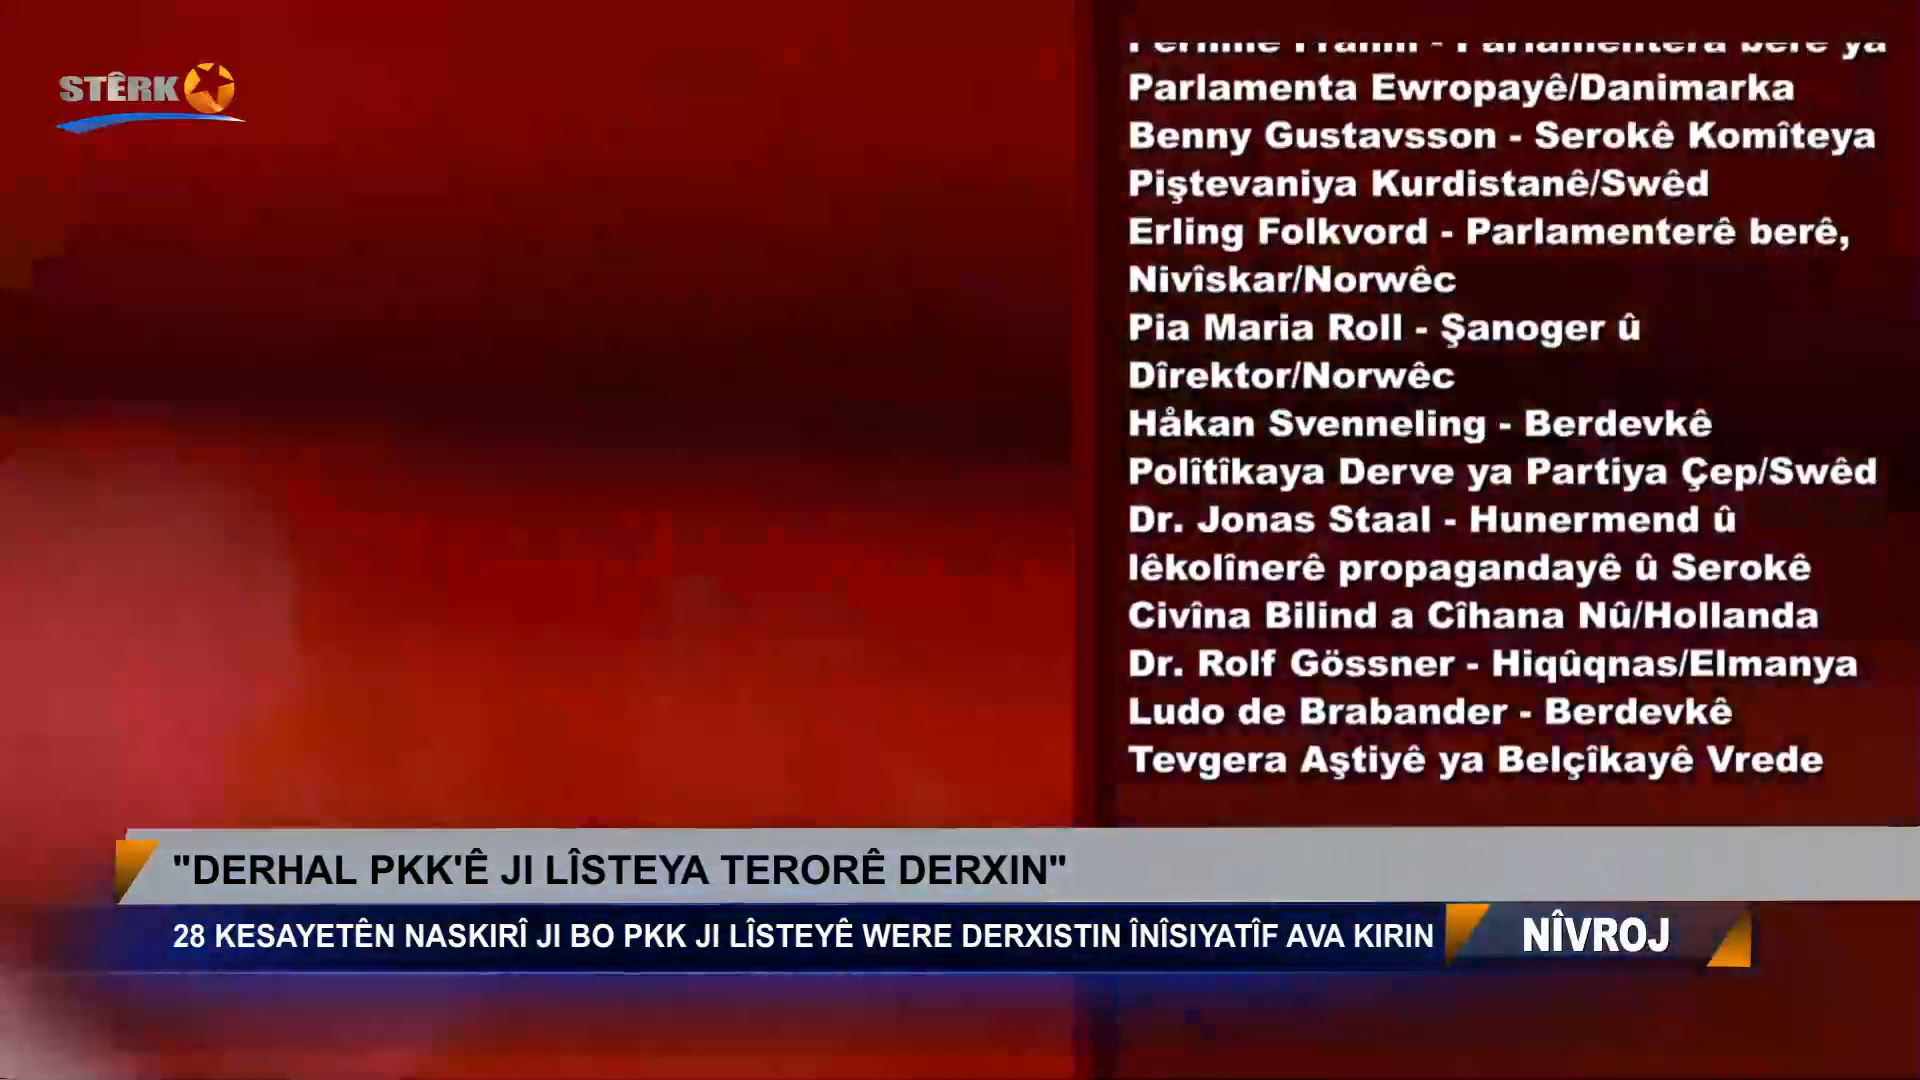 STÊRK
Parlamenta Ewropayê/Danimarka
Benny Gustavsson - Serokê Komîteya
Piştevaniya Kurdistanê/Swêd
Erling Folkvord - Parlamenterê berê,
Nivîskar/Norwêc
Pia Maria Roll - Şanoger û
Dîrektor/Norwêc
Håkan Svenneling - Berdevkê
Polîtîkaya Derve ya Partiya Çep/Swêd
Dr. Jonas Staal - Hunermend û
lêkolînerê propagandayê û Serokê
Civîna Bilind a Cîhana Nû/Hollanda
Dr. Rolf Gössner - Hiqûqnas/Elmanya
Ludo de Brabander - Berdevkê
Tevgera Aştiyê ya Belçîkayê Vrede
"DERHAL PKK'Ê JI LÎSTEYA TERORÊ DERXIN"
28 KESAYETÊN NASKIRÎ JI BO PKK JI LÎSTEYÊ WERE DERXISTIN ÎNÎSIYATÎF AVA KIRIN
NÎVROJ